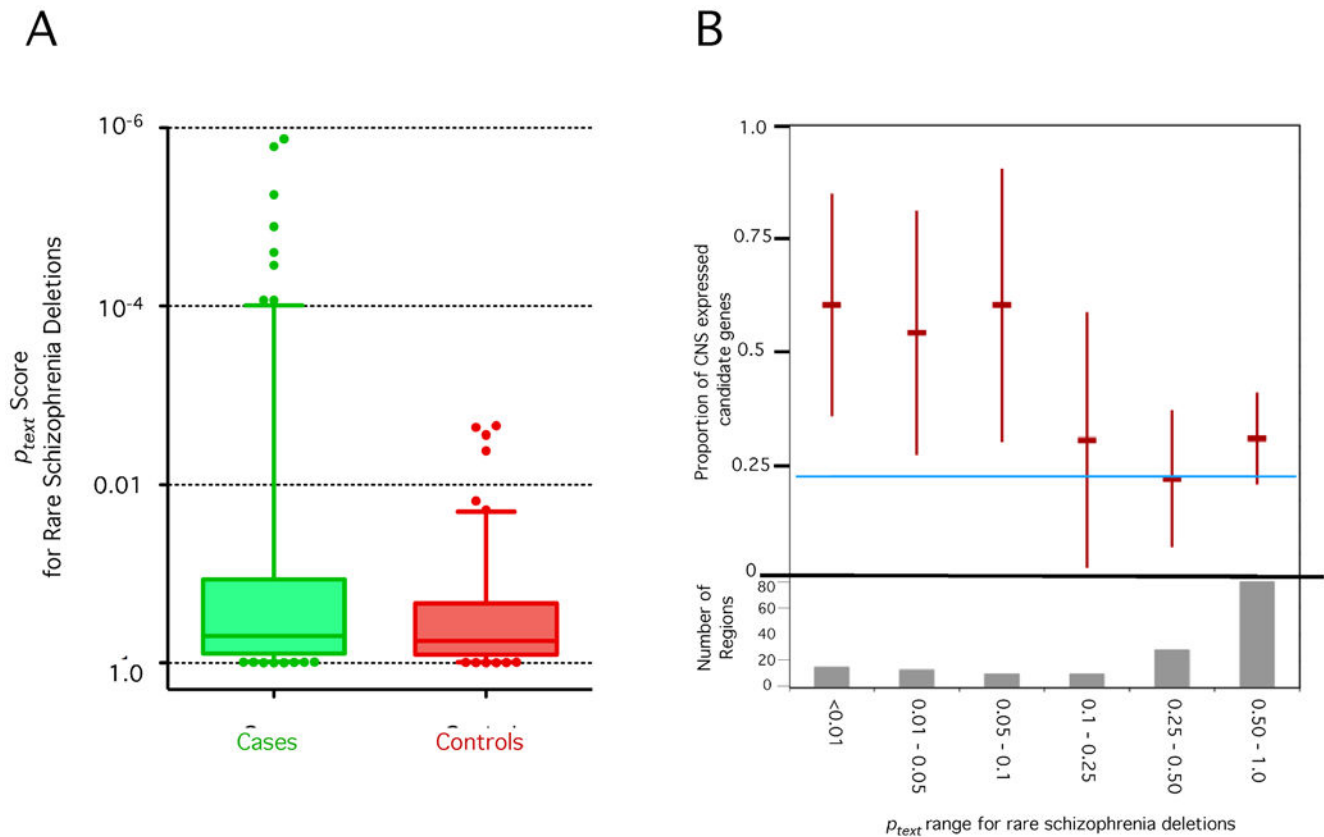 A
10-6
10-4
0.01
1.0
ptext Score
for Rare Schizophrenia Deletions
Cases
Controls
B
1.0
0.75
0.5
0.25
0
Proportion of CNS expressed
candidate genes
80
60
40
20
0
Number of
Regions
<0.01
0.01 - 0.05
0.05 - 0.1
0.1 - 0.25
0.25 - 0.50
0.50 - 1.0
ptext range for rare schizophrenia deletions